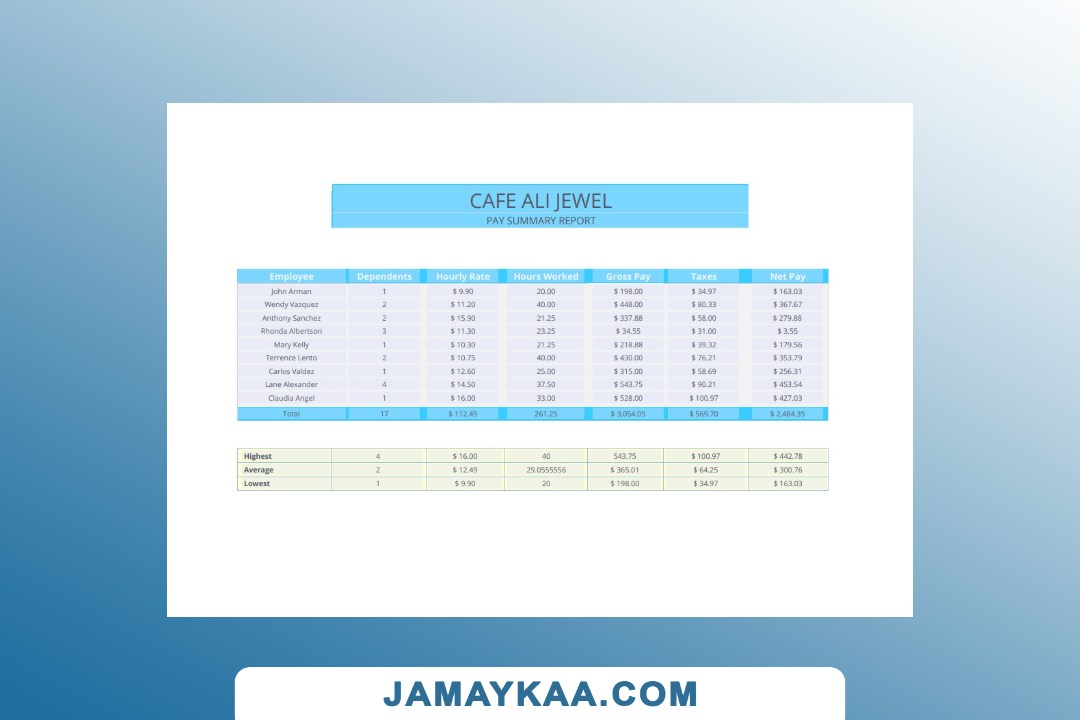 CAFE ALI JEWEL
PAY SUMMARY REPORT
Employee Dependents Hourly Rate Hours Worked Gross Pay Taxes Net Pay
John Arman 1 $ 9.90 20.00 $ 198.00 $ 34.97 $ 163.03
Wendy Vazquez 2 $ 11.20 40.00 $ 448.00 $ 80.33 $ 367.67
Anthony Sanchez 2 $ 15.90 21.25 $ 337.88 $ 58.00 $ 279.88
Rhonda Albertson 3 $ 11.30 23.25 $ 34.55 $ 31.00 $ 3.55
Mary Kelly 1 $ 10.30 21.25 $ 218.88 $ 39.32 $ 179.56
Terrence Lento 2 $ 10.75 40.00 $ 430.00 $ 76.21 $ 353.79
Carlos Valdez 1 $ 12.60 25.00 $ 315.00 $ 58.69 $ 256.31
Lane Alexander 4 $ 14.50 37.50 $ 543.75 $ 90.21 $ 453.54
Claudia Angel 1 $ 16.00 33.00 $ 528.00 $ 100.97 $ 427.03
Total 17 $ 112.45 261.25 $ 3,054.05 $ 569.70 $ 2,484.35
Highest 4 $ 16.00 40 543.75 $ 100.97 $ 442.78
Average 2 $ 12.49 29.0555556 $ 365.01 $ 64.25 $ 300.76
Lowest 1 $ 9.90 20 $ 198.00 $ 34.97 $ 163.03
JAMAYKAA.COM